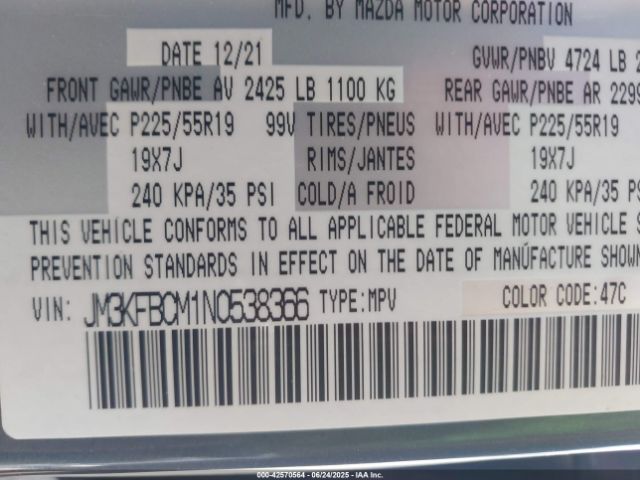 MFD. BY MAZDA MOTOR CORPORATION
DATE 12/21 GVWR/PNBV 4724 LB
FRONT GAWR/PNBE AV 2425 LB 1100 KG REAR GAWR/PNBE AR 2299
WITH/AVEC P225/55R19 99V TIRES/PNEUS WITH/AVEC P225/55R19
19X7J RIMS/JANTES 19X7J
240 KPA/35 PSI COLD/A FROID 240 KPA/35
THIS VEHICLE CONFORMS TO ALL APPLICABLE FEDERAL MOTOR VEHICLE
PREVENTION STANDARDS IN EFFECT ON THE DATE OF MANUFACTURE SHOWN
VIN: JM3KFBCM1N0538366 TYPE:MPV COLOR CODE:47C
© (42570564 - 06/24/2025 - IAA Inc.